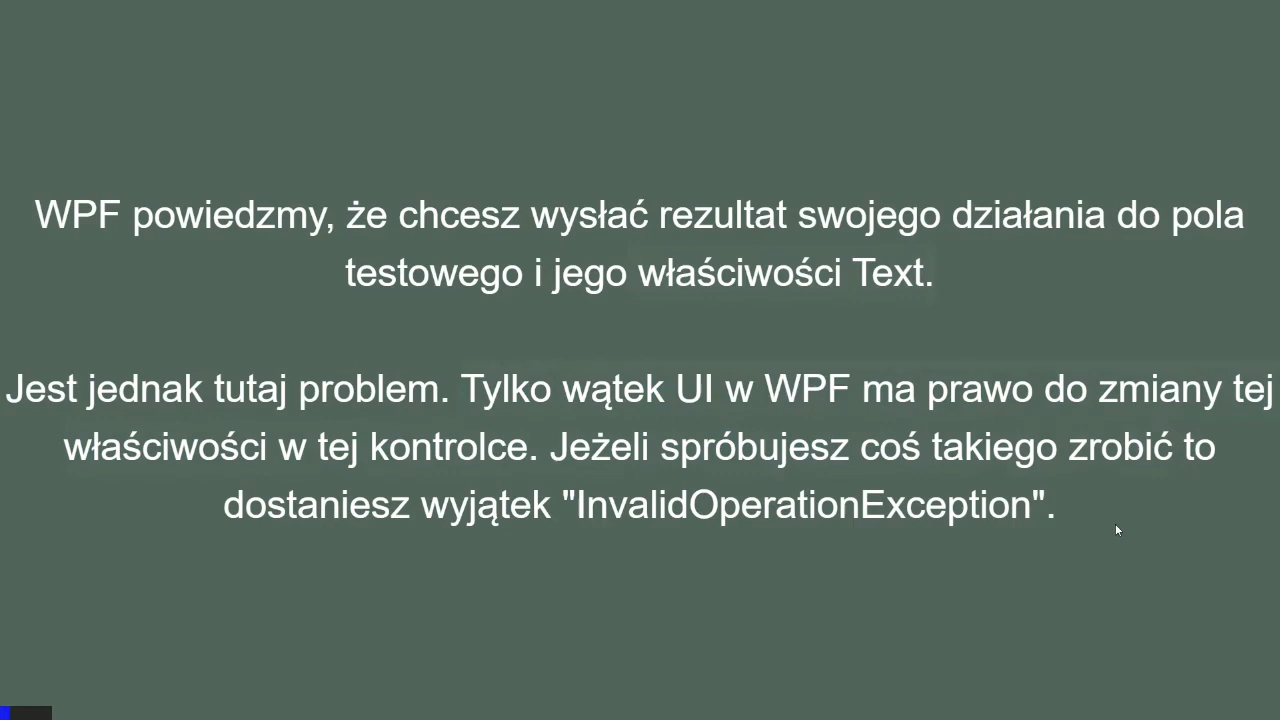 WPF powiedzmy, że chcesz wysłać rezultat swojego działania do pola
testowego i jego właściwości Text.
Jest jednak tutaj problem. Tylko wątek UI w WPF ma prawo do zmiany tej
właściwości w tej kontrolce. Jeżeli spróbujesz coś takiego zrobić to
dostaniesz wyjątek "InvalidOperationException".